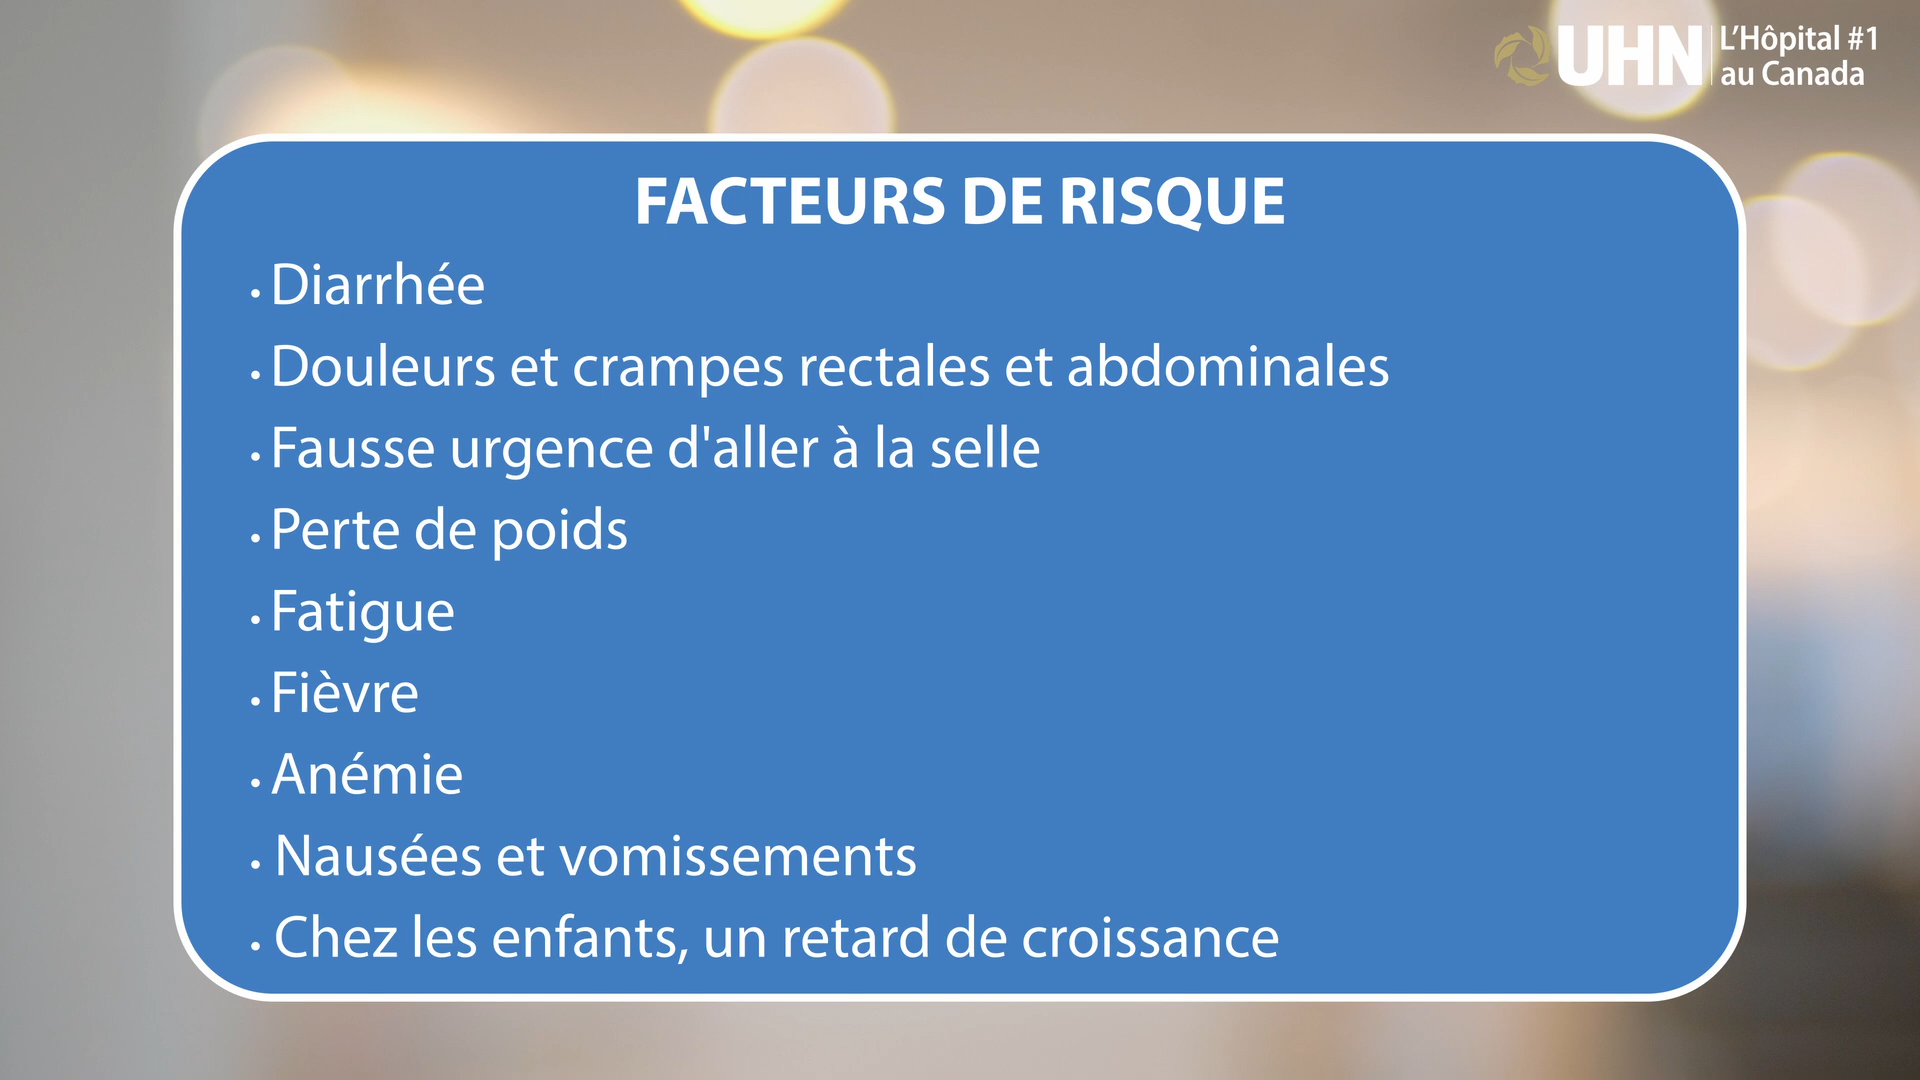 UHN
L'Hôpital #1
au Canada
FACTEURS DE RISQUE
• Diarrhée
• Douleurs et crampes rectales et abdominales
• Fausse urgence d'aller à la selle
• Perte de poids
• Fatigue
• Fièvre
• Anémie
• Nausées et vomissements
• Chez les enfants, un retard de croissance